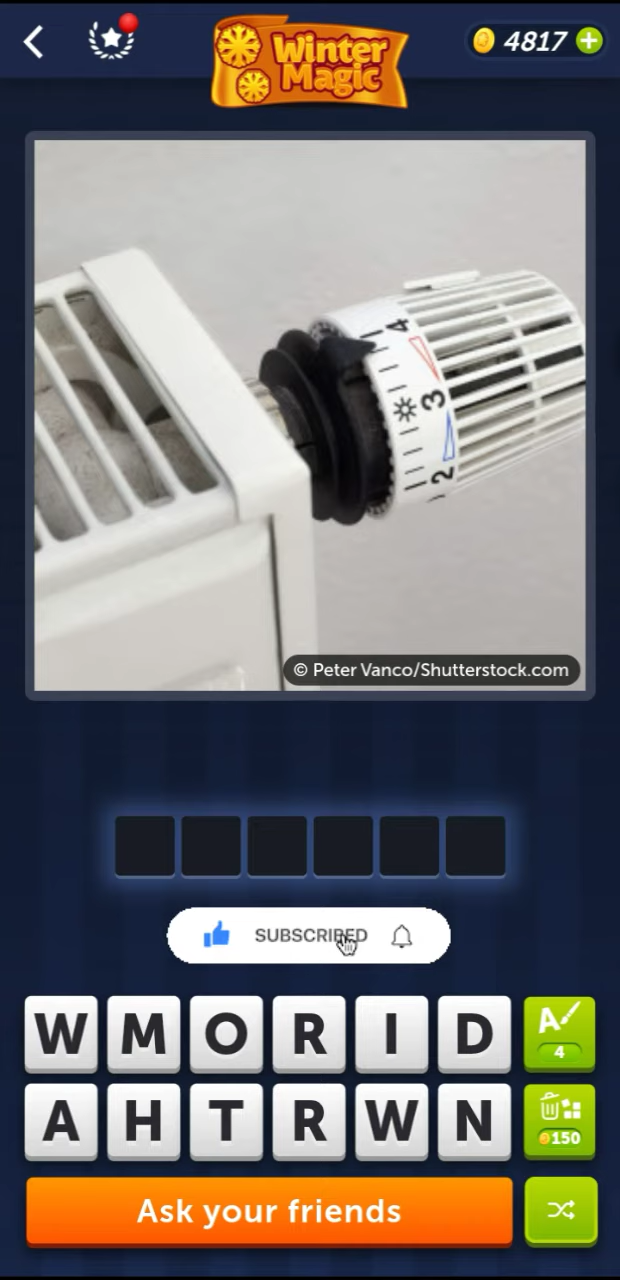 Winter
Magic
4817
4
3
2
© Peter Vanco/Shutterstock.com
SUBSCRIBED
W M O R I D
A
4
A H T R W N
150
Ask your friends